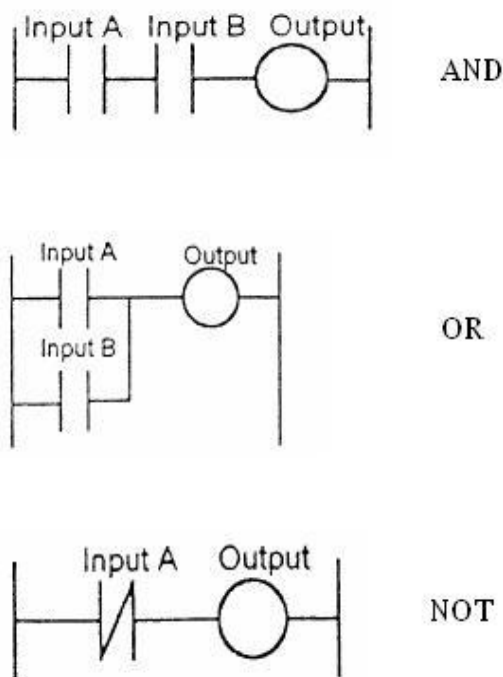 Input A Input B Output
AND
Input A Output
OR
Input B
Input A Output
NOT